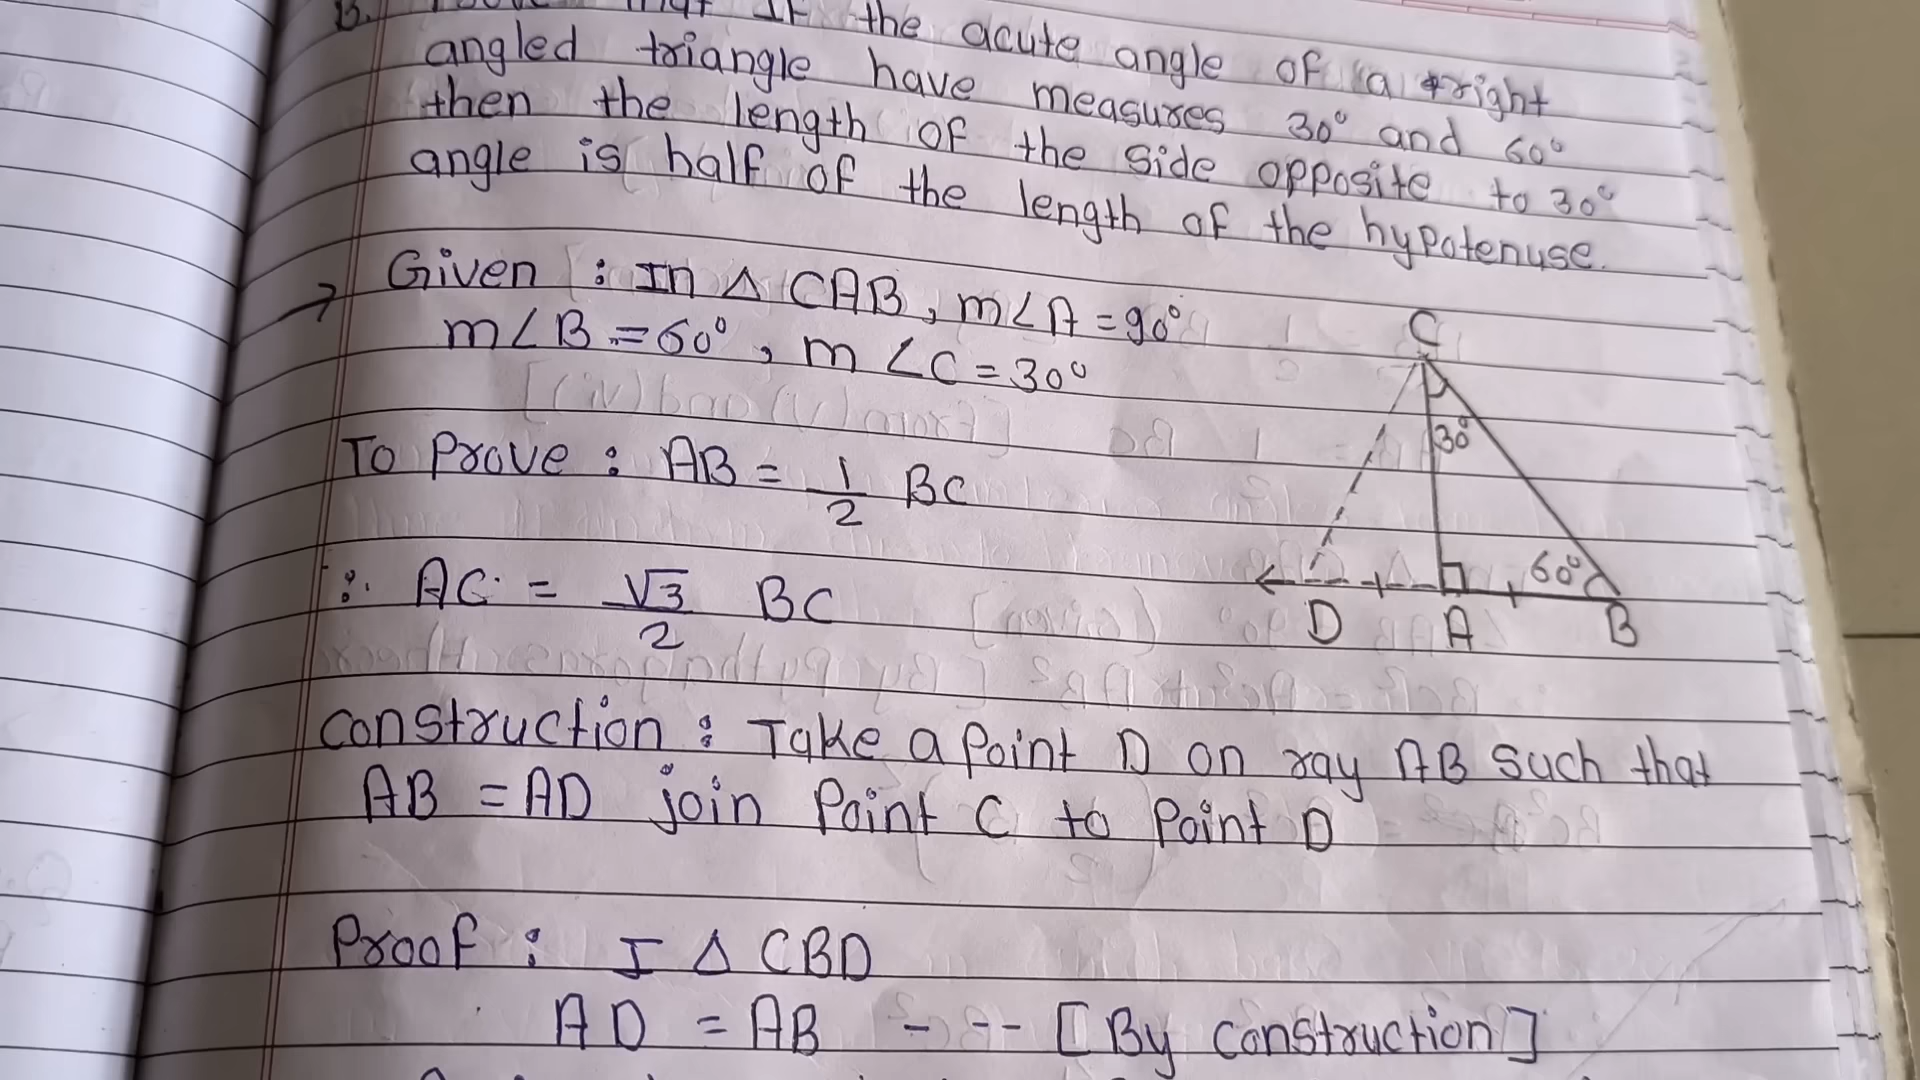 B. that If the acute angle of a right
angled triangle have measures 30° and 60°
then the length of the side opposite to 30°
angle is half of the length of the hypotenuse.
→ Given : In △ CAB, m∠A = 90°
m∠B = 60°, m∠C = 30°
To Prove : AB = 1/2 BC
∴ AC = √3/2 BC
C
30°
60°
D A B
Construction : Take a Point D on ray AB such that
AB = AD join Point C to Point D
Proof : I △ CBD
AD = AB - - - [By Construction]